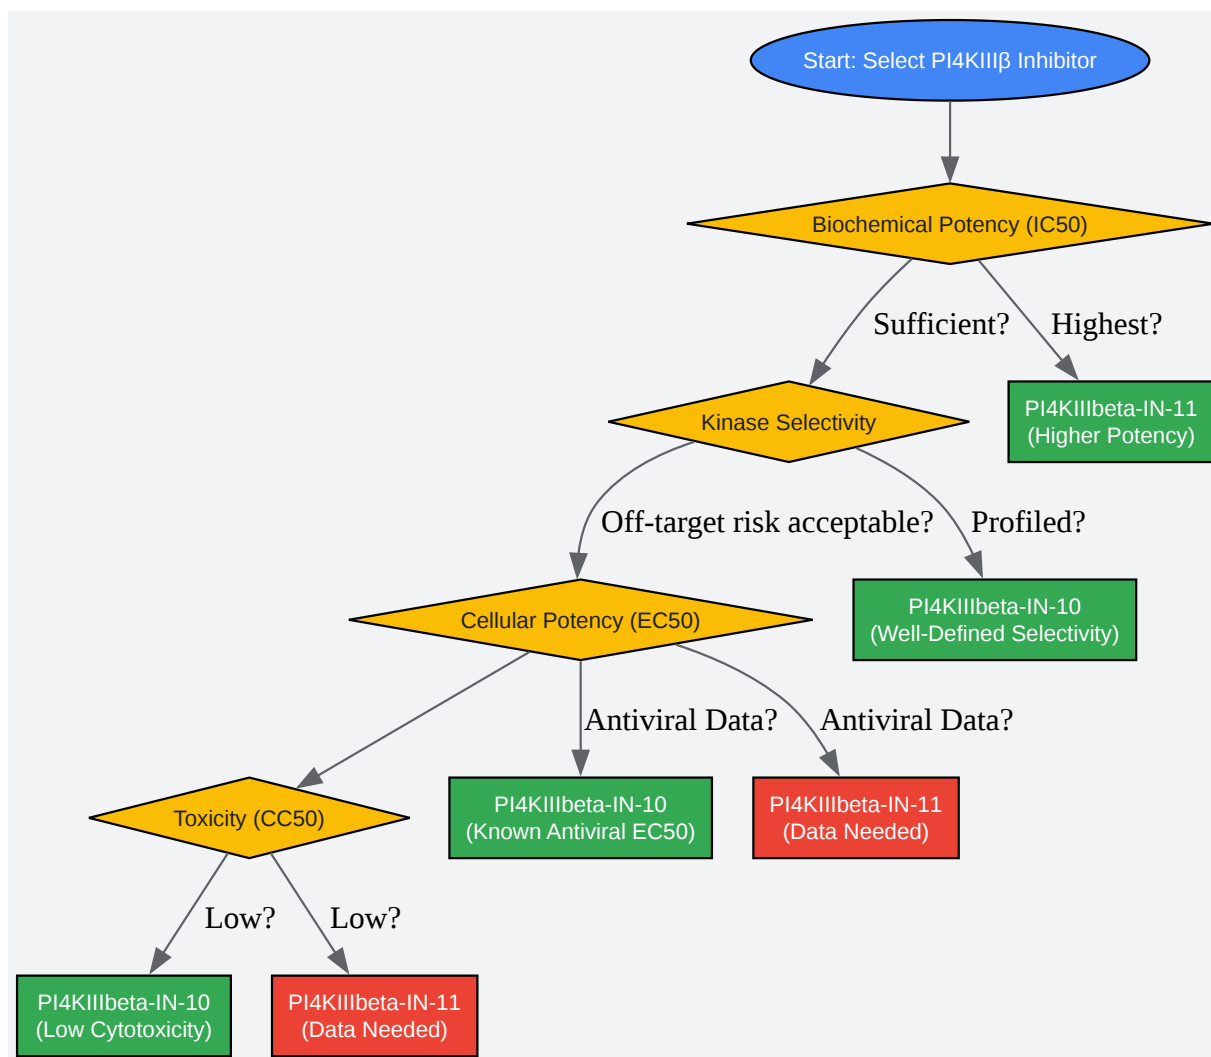 Start: Select PI4KIIIβ Inhibitor
Biochemical Potency (IC50)
Sufficient?
Highest?
Kinase Selectivity
PI4KIIIbeta-IN-11
(Higher Potency)
Off-target risk acceptable?
Profiled?
Cellular Potency (EC50)
PI4KIIIbeta-IN-10
(Well-Defined Selectivity)
Antiviral Data?
Antiviral Data?
Toxicity (CC50)
PI4KIIIbeta-IN-10
(Known Antiviral EC50)
PI4KIIIbeta-IN-11
(Data Needed)
Low?
Low?
PI4KIIIbeta-IN-10
(Low Cytotoxicity)
PI4KIIIbeta-IN-11
(Data Needed)